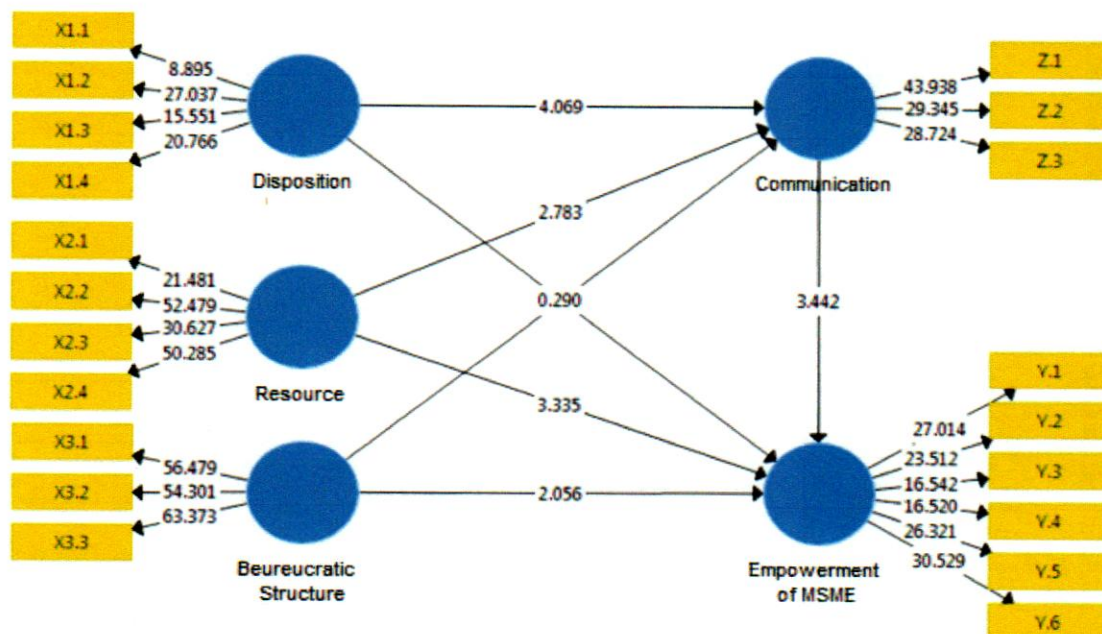 X1.1
X1.2
X1.3
X1.4
8.895
27.037
15.551
20.766
Disposition
X2.1
X2.2
X2.3
X2.4
21.481
52.479
30.627
50.285
Resource
X3.1
X3.2
X3.3
56.479
54.301
63.373
Beureucratic
Structure
4.069
2.783
0.290
3.335
2.056
3.442
Communication
43.938
29.345
28.724
Z.1
Z.2
Z.3
Empowerment
of MSME
27.014
23.512
16.542
16.520
26.321
30.529
Y.1
Y.2
Y.3
Y.4
Y.5
Y.6